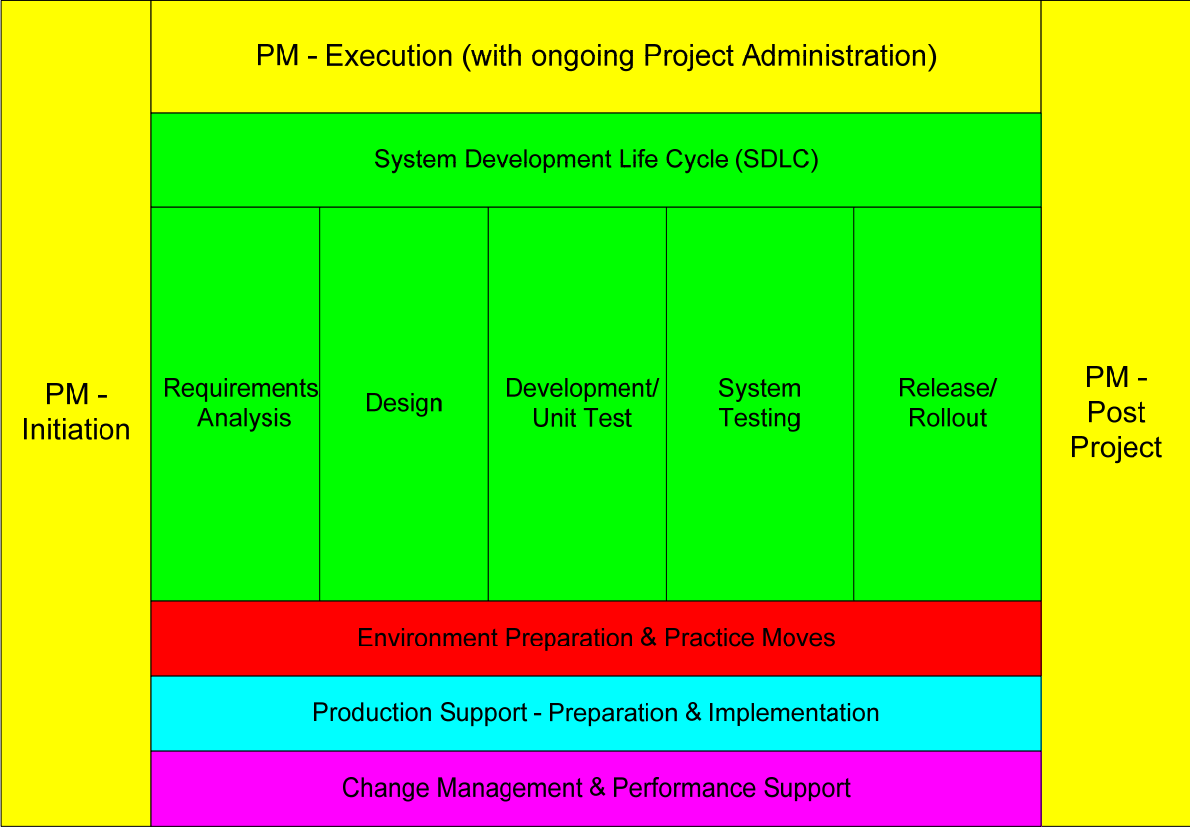 PM - Execution (with ongoing Project Administration)
System Development Life Cycle (SDLC)
PM -
Initiation
Requirements
Analysis
Design
Development/
Unit Test
System
Testing
Release/
Rollout
PM -
Post
Project
Environment Preparation & Practice Moves
Production Support - Preparation & Implementation
Change Management & Performance Support